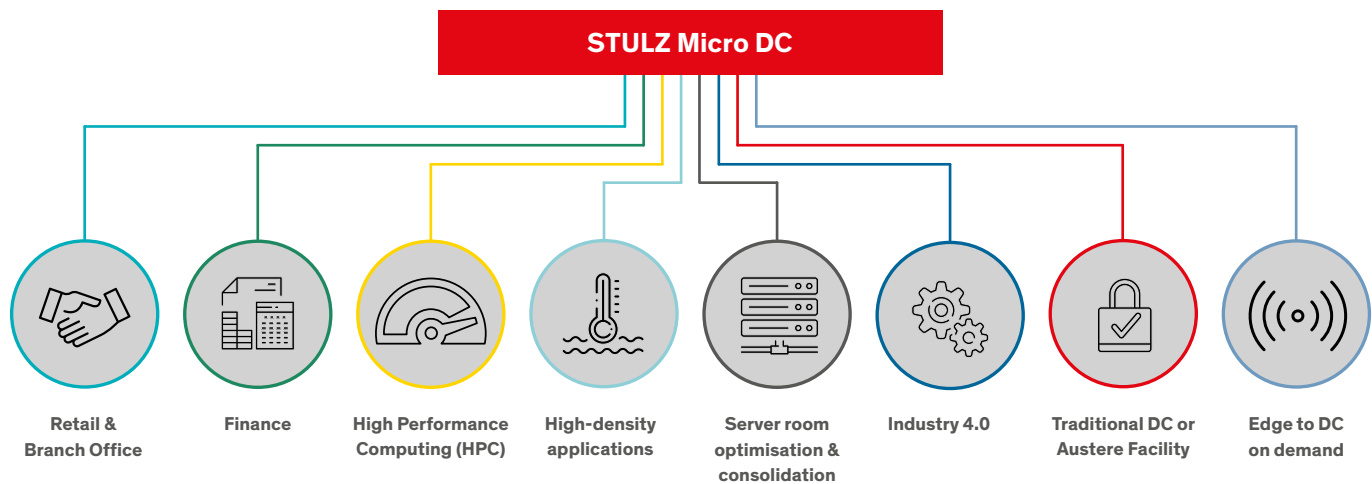 STULZ Micro DC
Retail &
Branch Office
Finance
High Performance
Computing (HPC)
High-density
applications
Server room
optimisation &
consolidation
Industry 4.0
Traditional DC or
Austere Facility
Edge to DC
on demand